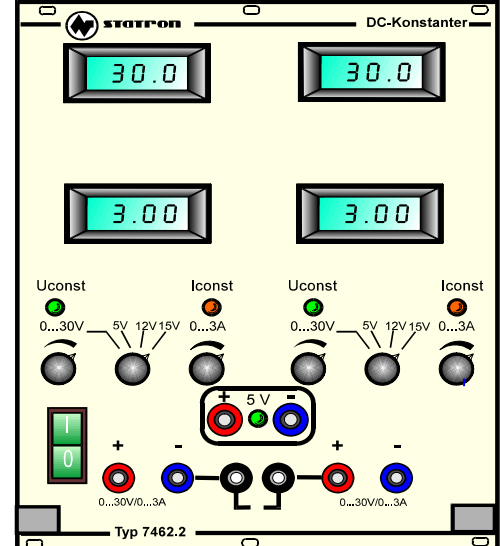 statron DC-Konstanter
30.0 30.0
3.00 3.00
Uconst Iconst Uconst Iconst
0...30V 5V 12V 15V 0...3A 0...30V 5V 12V 15V 0...3A
+ 5 V -
I
0
+ - + -
0...30V/0...3A 0...30V/0...3A
Typ 7462.2